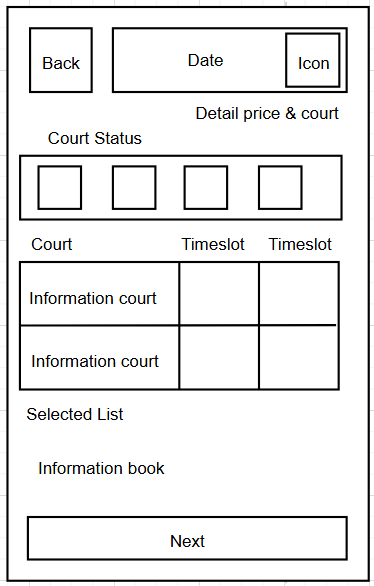 Back
Date
Icon
Detail price & court
Court Status
Court Timeslot Timeslot
Information court
Information court
Selected List
Information book
Next